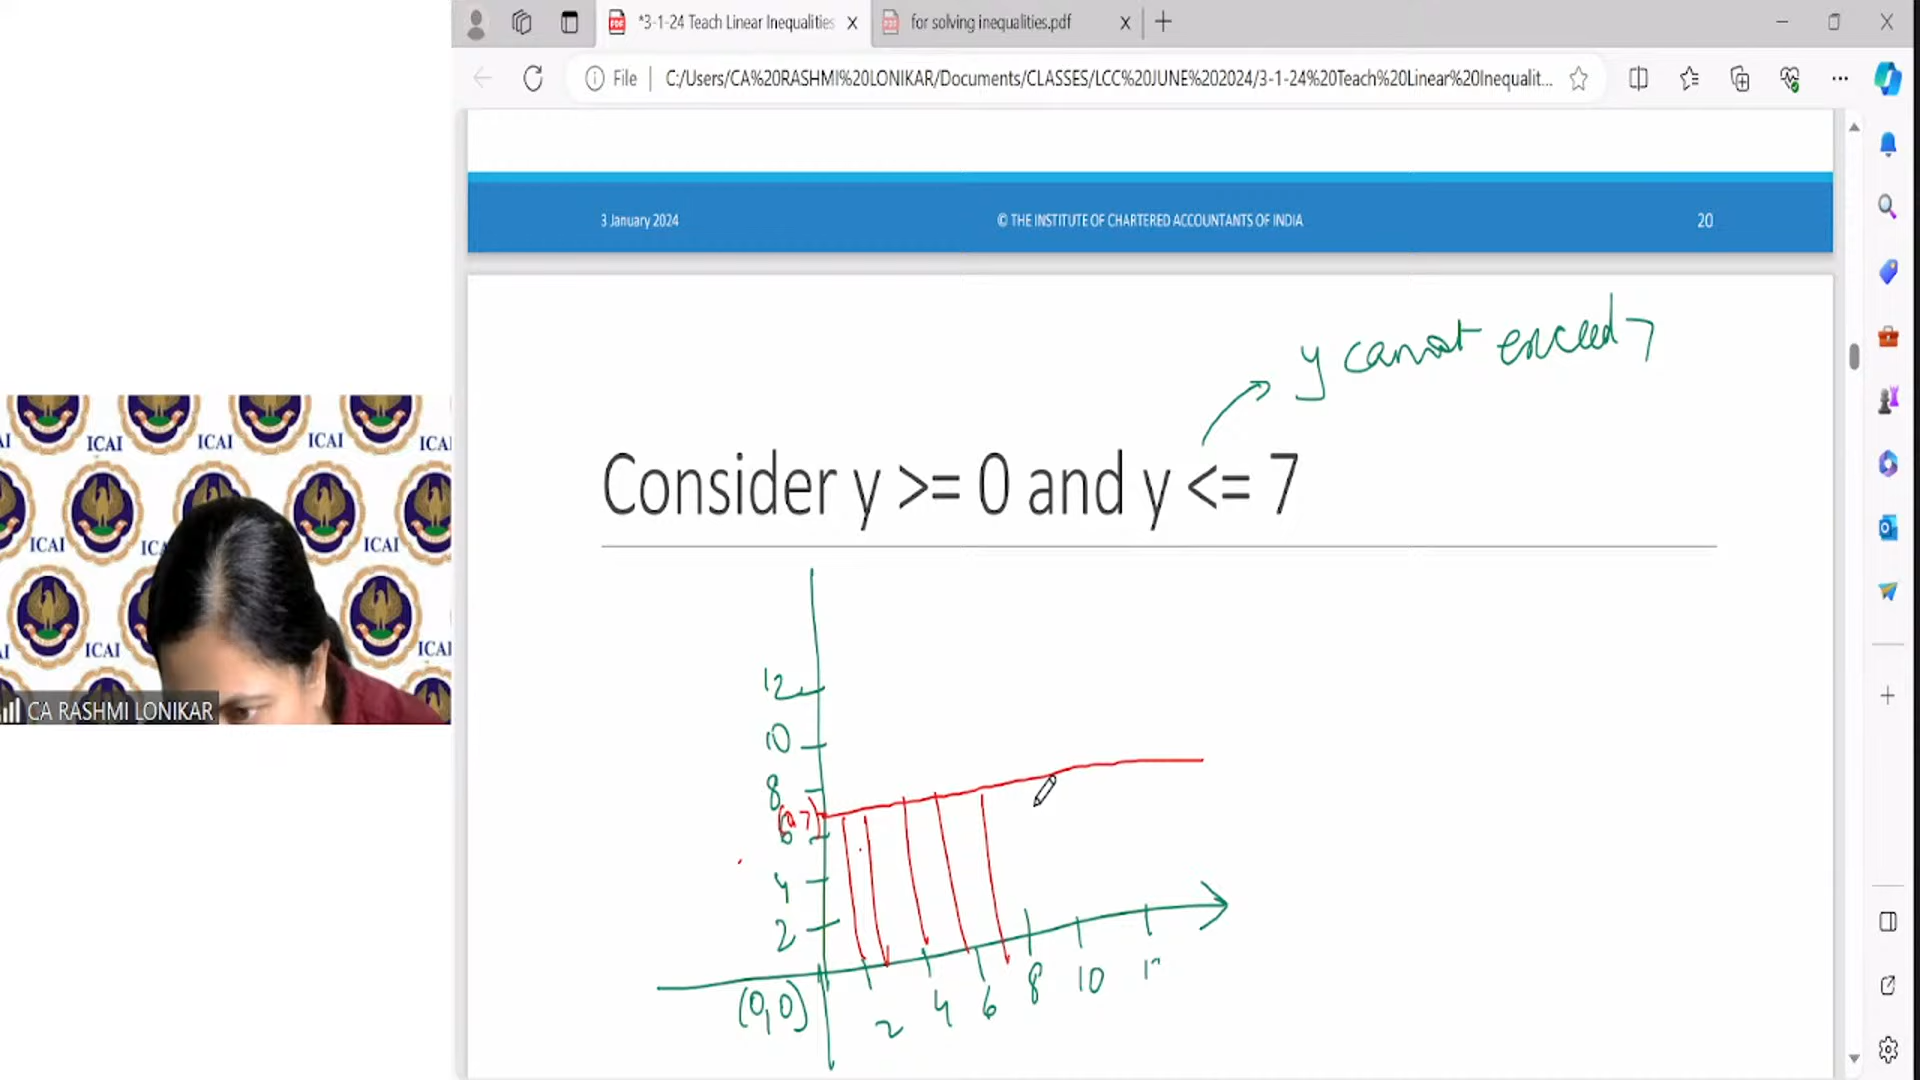 *3-1-24 Teach Linear Inequalities
for solving inequalities.pdf
File
C:/Users/CA%20RASHMI%20LONIKAR/Documents/CLASSES/LCC%20JUNE%202024/3-1-24%20Teach%20Linear%20Inequalit...
3 January 2024
© THE INSTITUTE OF CHARTERED ACCOUNTANTS OF INDIA
20
y cannot exceed 7
Consider y >= 0 and y <= 7
12
10
8
6
4
2
(0,0)
2
4
6
8
10
ICAI
ICAI
ICAI
ICAI
ICAI
ICAI
ICAI
ICAI
CA RASHMI LONIKAR